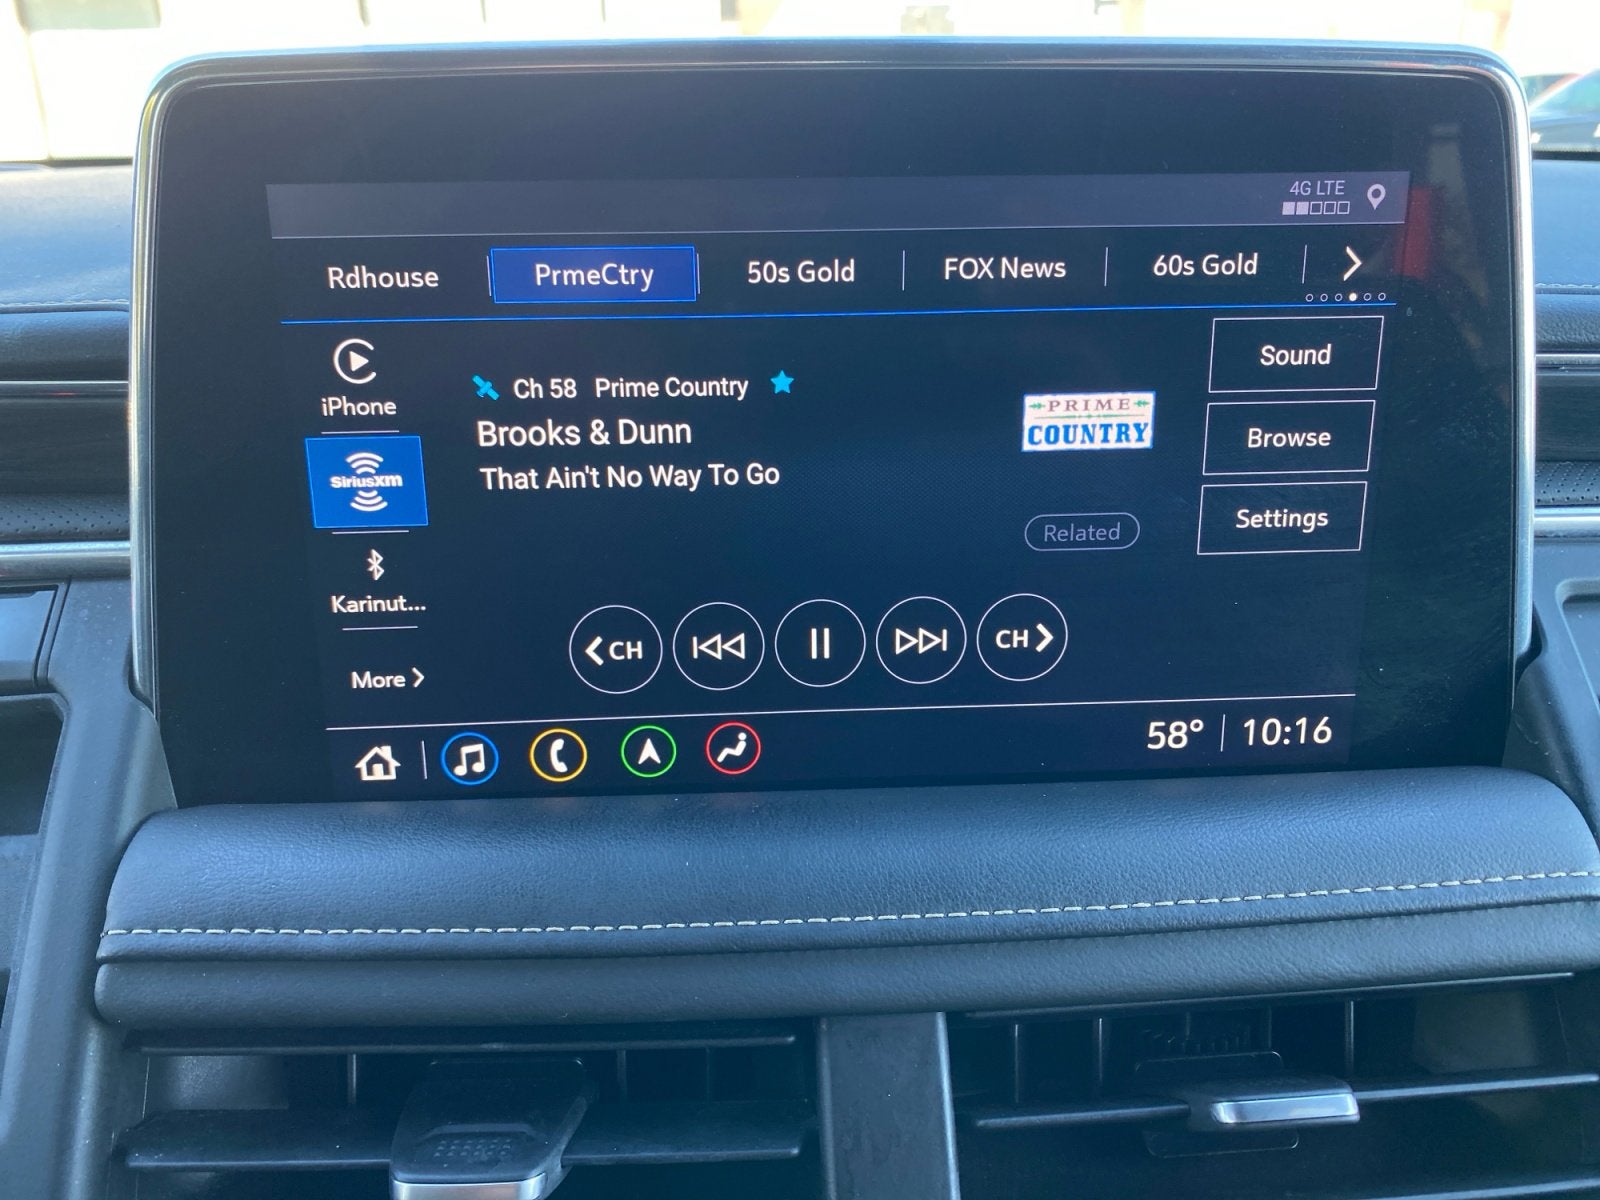 4G LTE
Rdhouse
PrmeCtry
50s Gold
FOX News
60s Gold
iPhone
SiriusXM
Karinut...
More
Ch 58 Prime Country
Brooks & Dunn
That Ain't No Way To Go
PRIME
COUNTRY
Related
Sound
Browse
Settings
CH
CH
58° 10:16